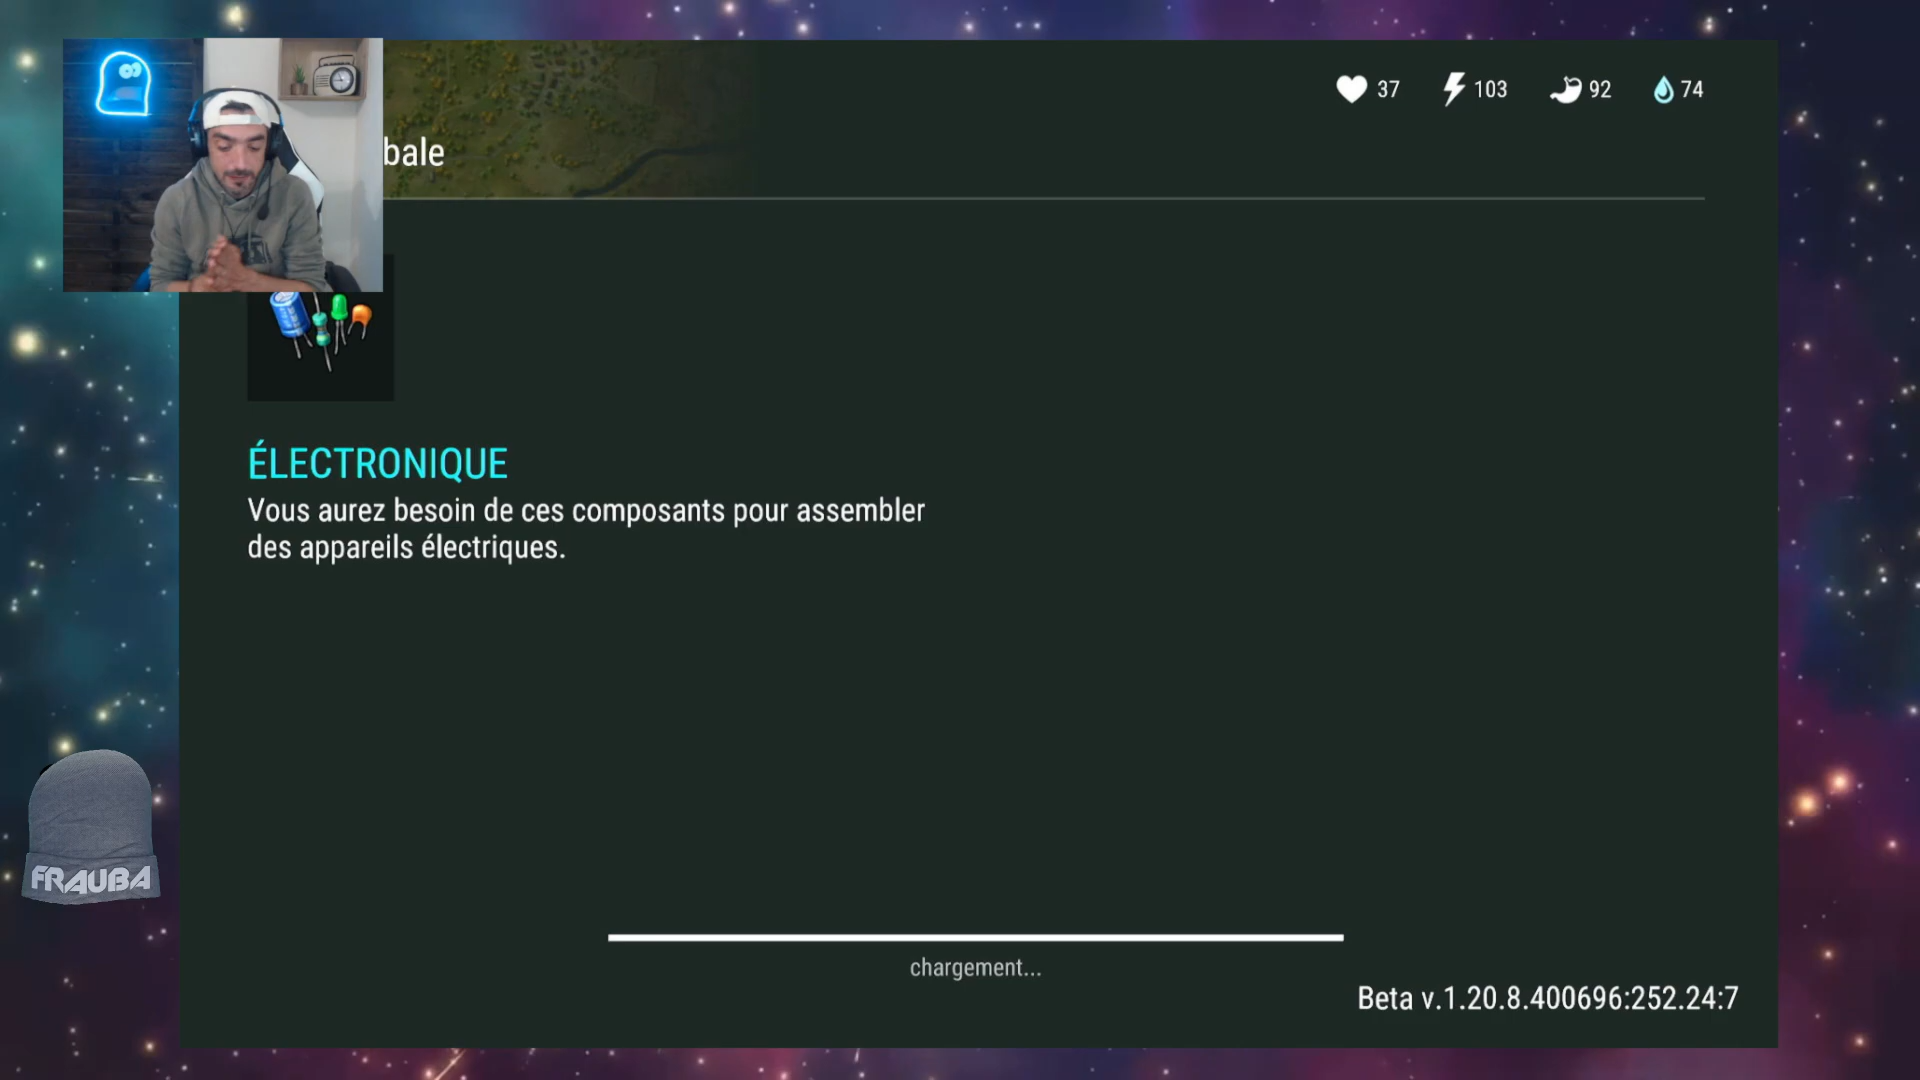 37 103 92 74
bale
ÉLECTRONIQUE
Vous aurez besoin de ces composants pour assembler
des appareils électriques.
FRAUBA
chargement...
Beta v.1.20.8.400696:252.24:7